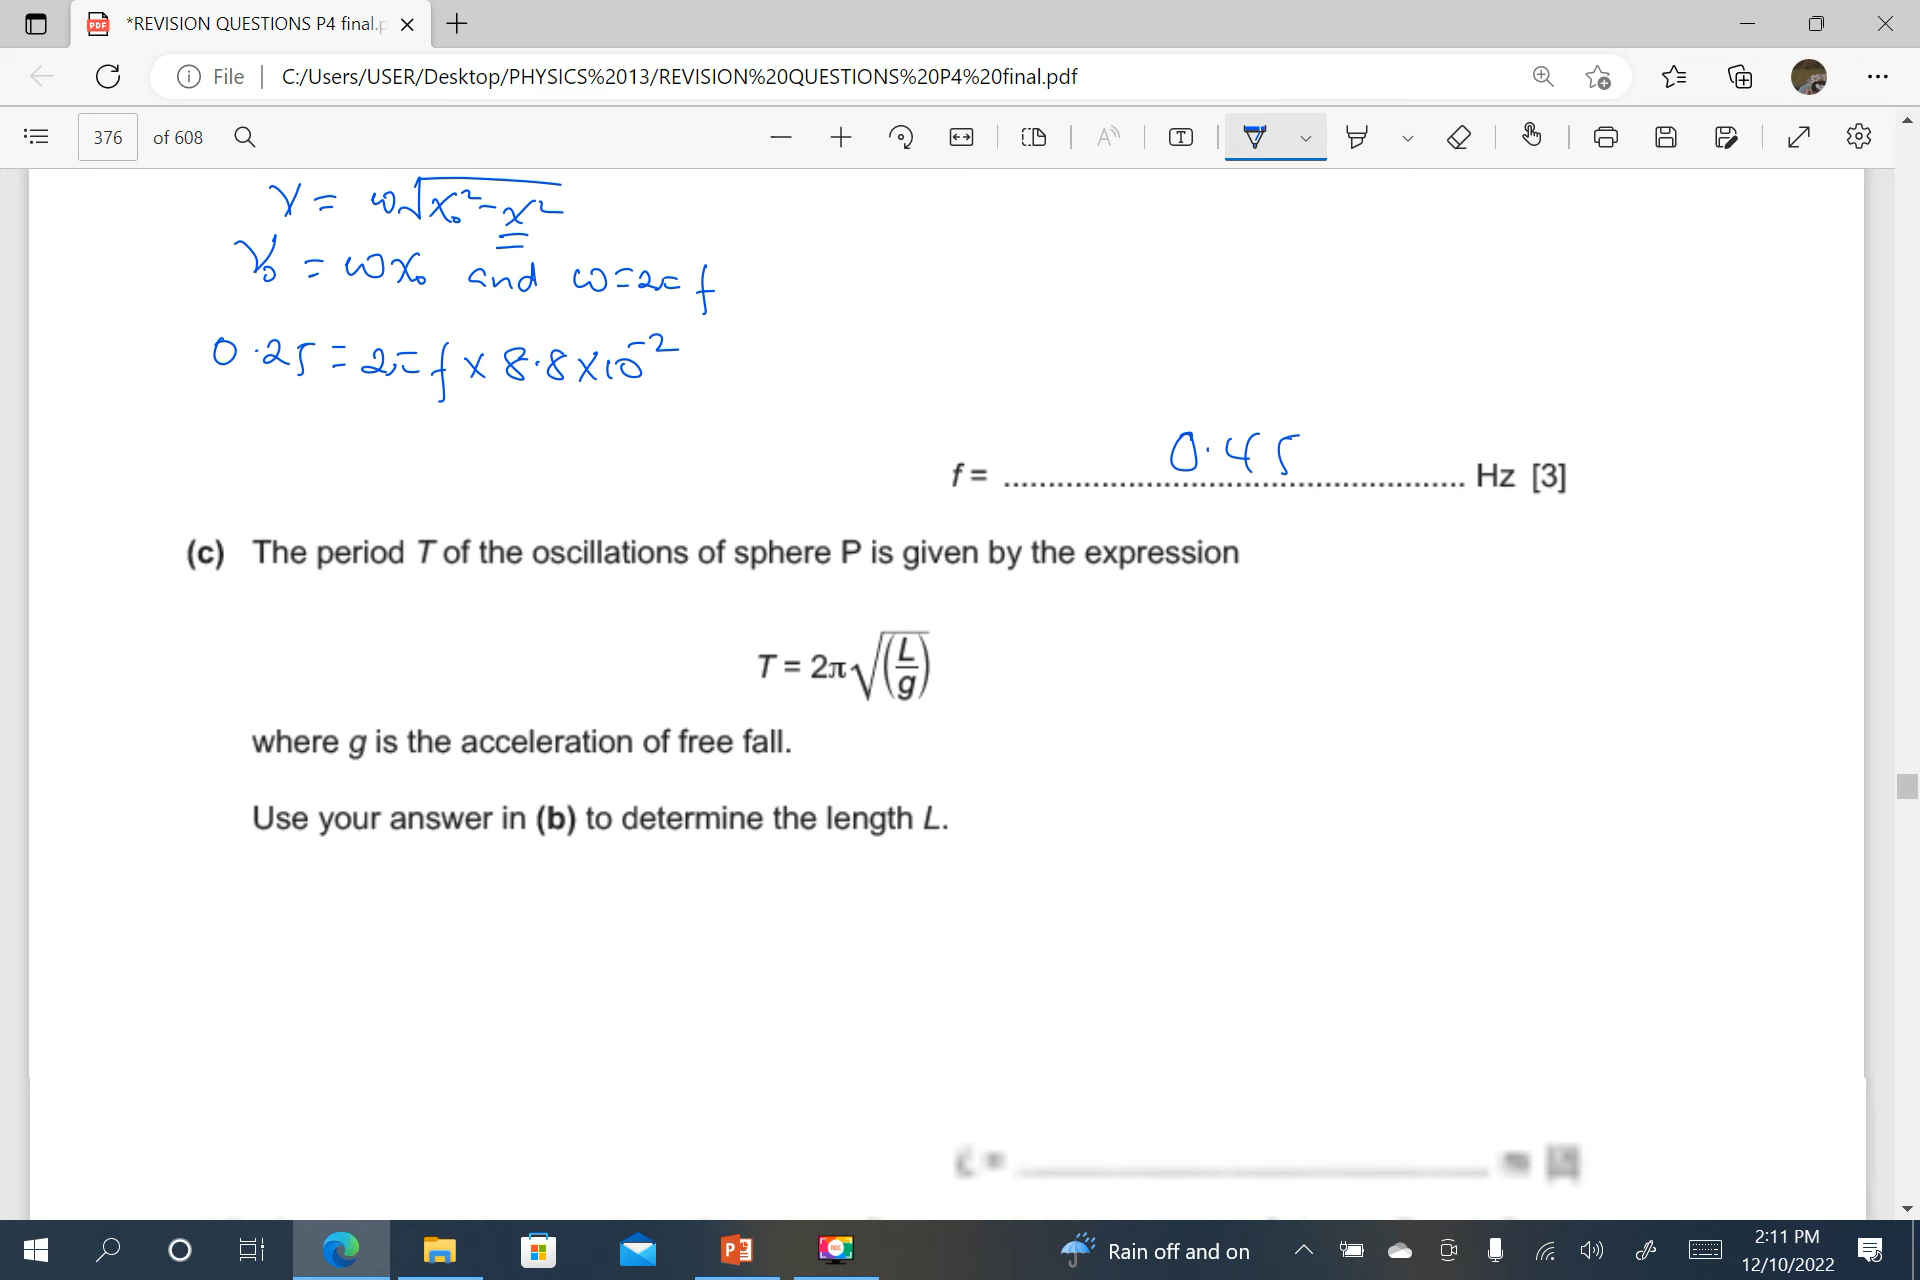 *REVISION QUESTIONS P4 final.p
File
C:/Users/USER/Desktop/PHYSICS%2013/REVISION%20QUESTIONS%20P4%20final.pdf
376 of 608
v = ω√(x₀² - x²)
v₀ = ωx₀ and ω = 2πf
0.25 = 2πf × 8.8 × 10⁻²
0.45
f = ........................................ Hz [3]
(c) The period T of the oscillations of sphere P is given by the expression
T = 2π√(L/g)
where g is the acceleration of free fall.
Use your answer in (b) to determine the length L.
Rain off and on
2:11 PM
12/10/2022